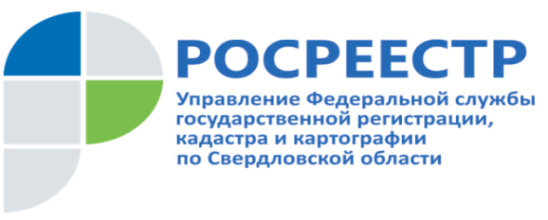 РОСРЕЕСТР
Управление Федеральной службы
государственной регистрации,
кадастра и картографии
по Свердловской области